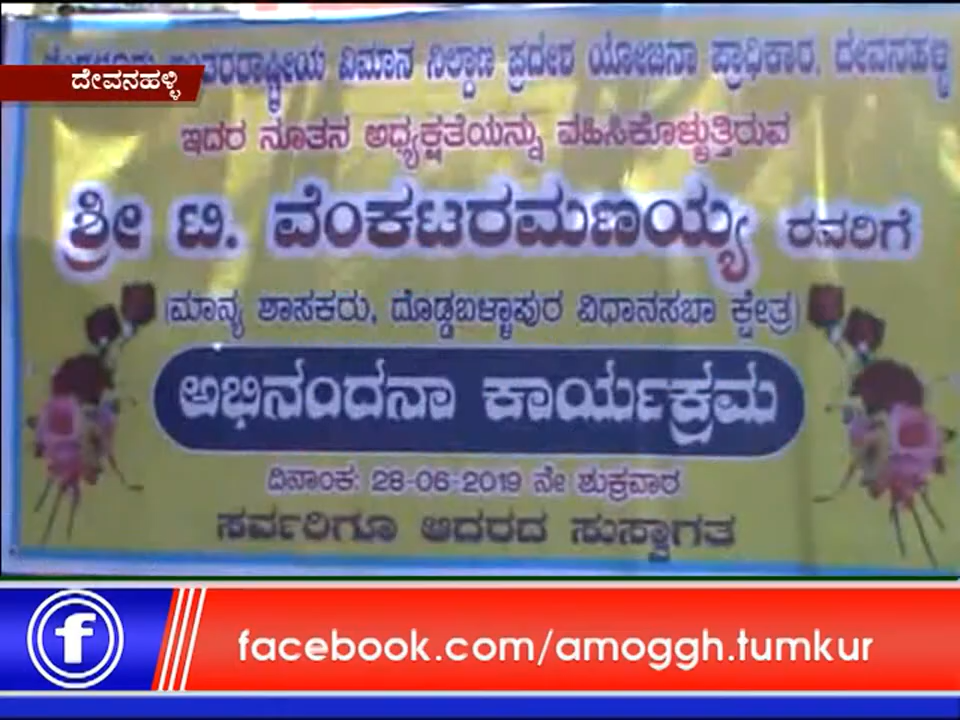 ಬೆಂಗಳೂರು ಅಂತರರಾಷ್ಟ್ರೀಯ ವಿಮಾನ ನಿಲ್ದಾಣ ಪ್ರದೇಶ ಯೋಜನಾ ಪ್ರಾಧಿಕಾರ, ದೇವನಹಳ್ಳಿ
ದೇವನಹಳ್ಳಿ
ಇದರ ನೂತನ ಅಧ್ಯಕ್ಷತೆಯನ್ನು ವಹಿಸಿಕೊಳ್ಳುತ್ತಿರುವ
ಶ್ರೀ ಟಿ. ವೆಂಕಟರಮಣಯ್ಯ ರವರಿಗೆ
(ಮಾನ್ಯ ಶಾಸಕರು, ದೊಡ್ಡಬಳ್ಳಾಪುರ ವಿಧಾನಸಭಾ ಕ್ಷೇತ್ರ)
ಅಭಿನಂದನಾ ಕಾರ್ಯಕ್ರಮ
ದಿನಾಂಕ: 28-06-2019 ನೇ ಶುಕ್ರವಾರ
ಸರ್ವರಿಗೂ ಆದರದ ಸುಸ್ವಾಗತ
facebook.com/amoggh.tumkur